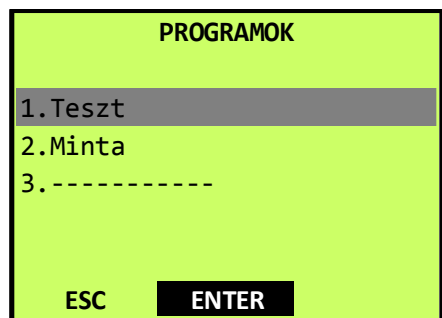 PROGRAMOK
1.Teszt
2.Minta
3.-----------
ESC ENTER